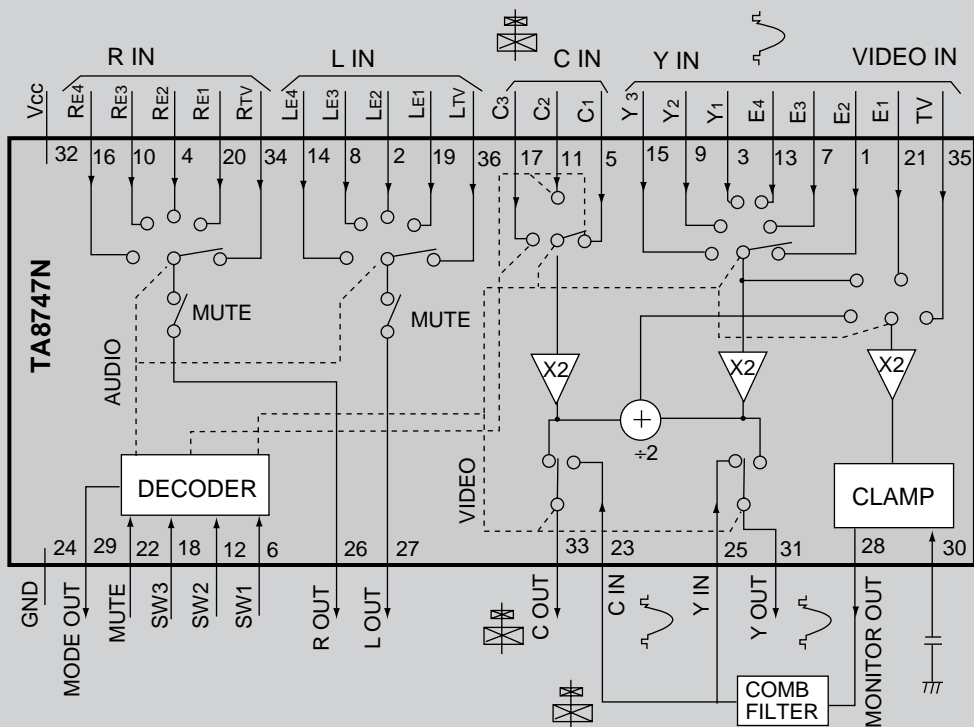 R IN L IN C IN Y IN VIDEO IN
Vcc RE4 RE3 RE2 RE1 RTV LE4 LE3 LE2 LE1 LTV C3 C2 C1 Y3 Y2 Y1 E4 E3 E2 E1 TV
32 16 10 4 20 34 14 8 2 19 36 17 11 5 15 9 3 13 7 1 21 35
TA8747N
MUTE MUTE
AUDIO
X2 X2 X2
+
÷2
DECODER
VIDEO
CLAMP
24 29 22 18 12 6 26 27 33 23 25 31 28 30
GND MODE OUT MUTE SW3 SW2 SW1 R OUT L OUT C OUT C IN Y IN Y OUT MONITOR OUT
COMB
FILTER